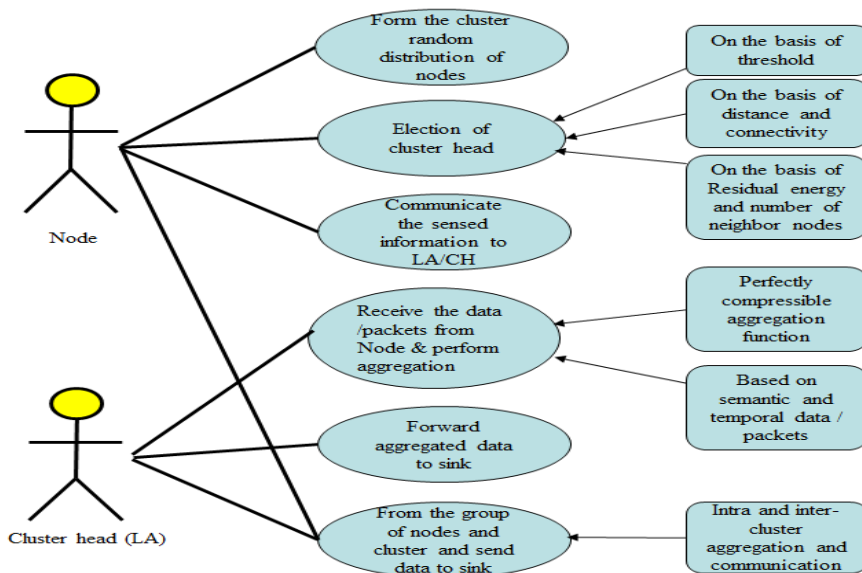 Form the cluster
random
distribution of
nodes
On the basis of
threshold
On the basis of
distance and
connectivity
Election of
cluster head
On the basis of
Residual energy
and number of
neighbor nodes
Node
Communicate
the sensed
information to
LA/CH
Perfectly
compressible
aggregation
function
Receive the data
/packets from
Node & perform
aggregation
Based on
semantic and
temporal data /
packets
Forward
aggregated data
to sink
Cluster head (LA)
From the group
of nodes and
cluster and send
data to sink
Intra and inter-
cluster
aggregation and
communication